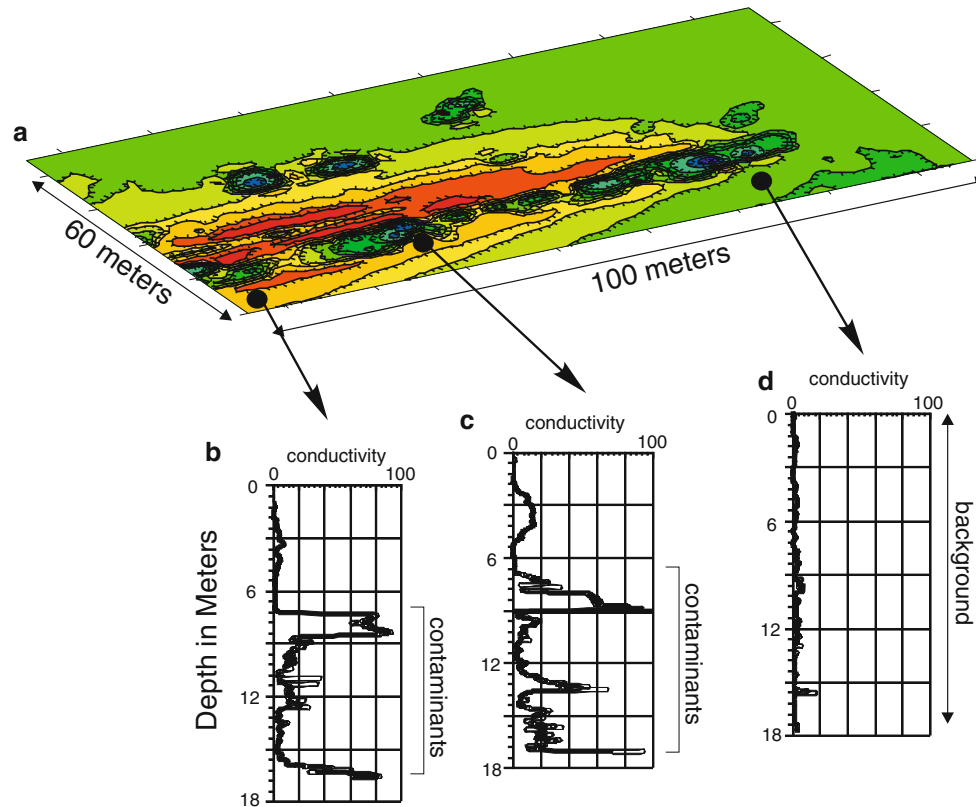 a
60 meters
100 meters
b
conductivity
0 100
0
6
12
18
Depth in Meters
contaminants
c
conductivity
0 100
0
6
12
18
contaminants
d
conductivity
0 100
0
6
12
18
background